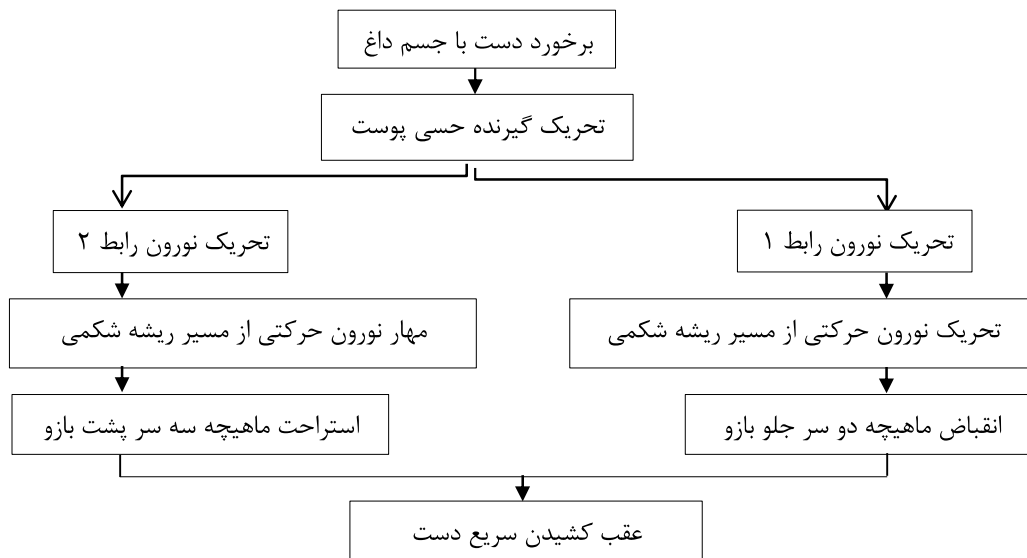 برخورد دست با جسم داغ
تحریک گیرنده حسی پوست
تحریک نورون رابط ۱
تحریک نورون رابط ۲
تحریک نورون حرکتی از مسیر ریشه شکمی
مهار نورون حرکتی از مسیر ریشه شکمی
انقباض ماهیچه دو سر جلو بازو
استراحت ماهیچه سه سر پشت بازو
عقب کشیدن سریع دست